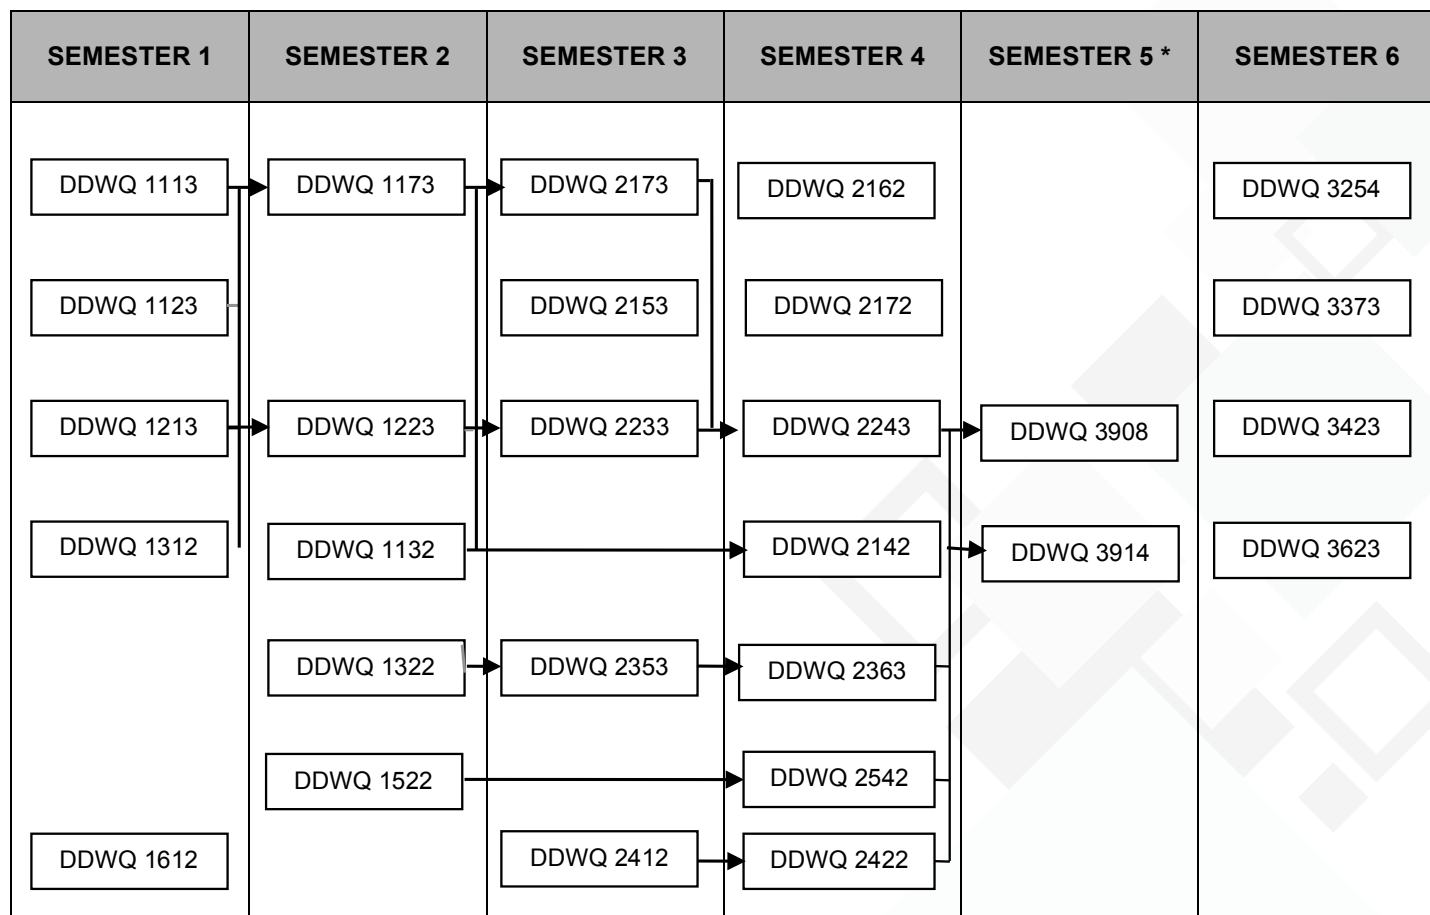 SEMESTER 1 SEMESTER 2 SEMESTER 3 SEMESTER 4 SEMESTER 5 * SEMESTER 6
DDWQ 1113 DDWQ 1173 DDWQ 2173 DDWQ 2162 DDWQ 3254
DDWQ 1123 DDWQ 2153 DDWQ 2172 DDWQ 3373
DDWQ 1213 DDWQ 1223 DDWQ 2233 DDWQ 2243 DDWQ 3908 DDWQ 3423
DDWQ 1312 DDWQ 1132 DDWQ 2142 DDWQ 3914 DDWQ 3623
DDWQ 1322 DDWQ 2353 DDWQ 2363
DDWQ 1522 DDWQ 2542
DDWQ 1612 DDWQ 2412 DDWQ 2422